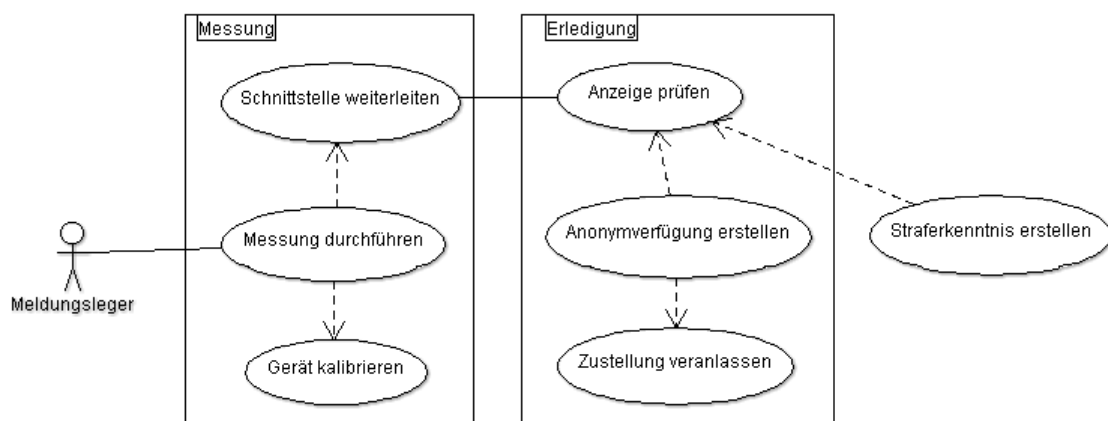 Messung
Erledigung
Schnittstelle weiterleiten
Anzeige prüfen
Messung durchführen
Anonymverfügung erstellen
Straferkenntnis erstellen
Meldungsleger
Gerät kalibrieren
Zustellung veranlassen